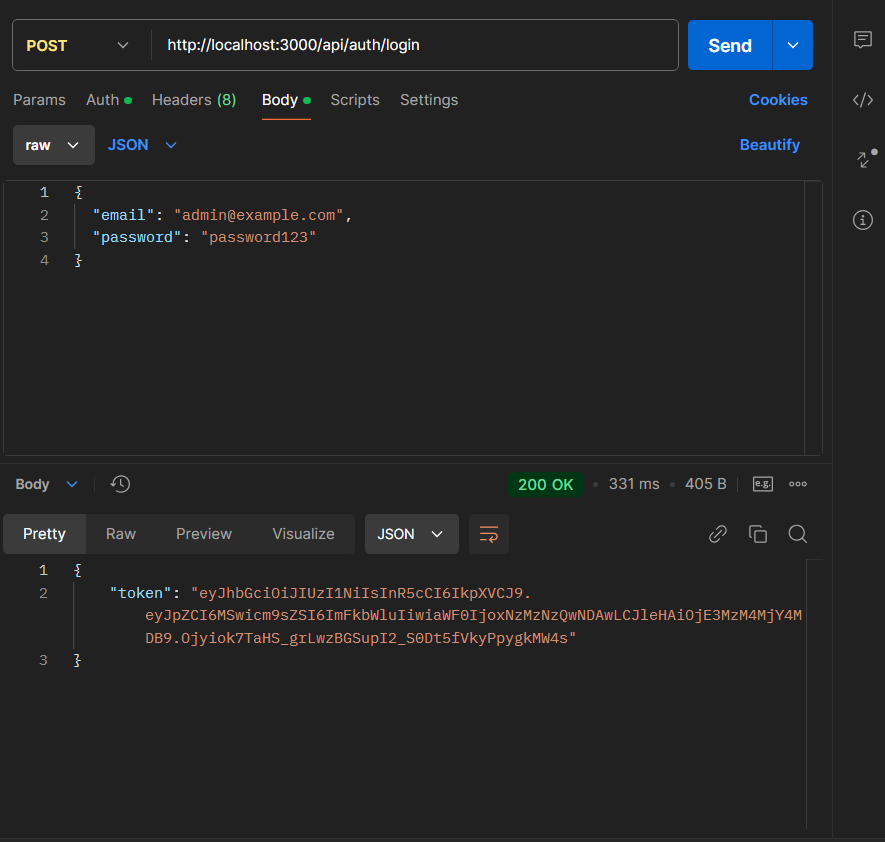 POST http://localhost:3000/api/auth/login Send
Params Auth Headers (8) Body Scripts Settings Cookies
raw JSON Beautify
1 {
2 "email": "admin@example.com",
3 "password": "password123"
4 }
Body 200 OK 331 ms 405 B e.g.
Pretty Raw Preview Visualize JSON
1 {
2 "token": "eyJhbGciOiJIUzI1NiIsInR5cCI6IkpXVCJ9.
eyJpZCI6MSwicm9sZSI6ImFkbWluIiwiaWF0IjoxNzMzNzQwNDAwLCJleHAiOjE3MzM4MjY4M
DB9.Ojyiok7TaHS_grLwzBGSupI2_S0Dt5fVkyPpygkMW4s"
3 }